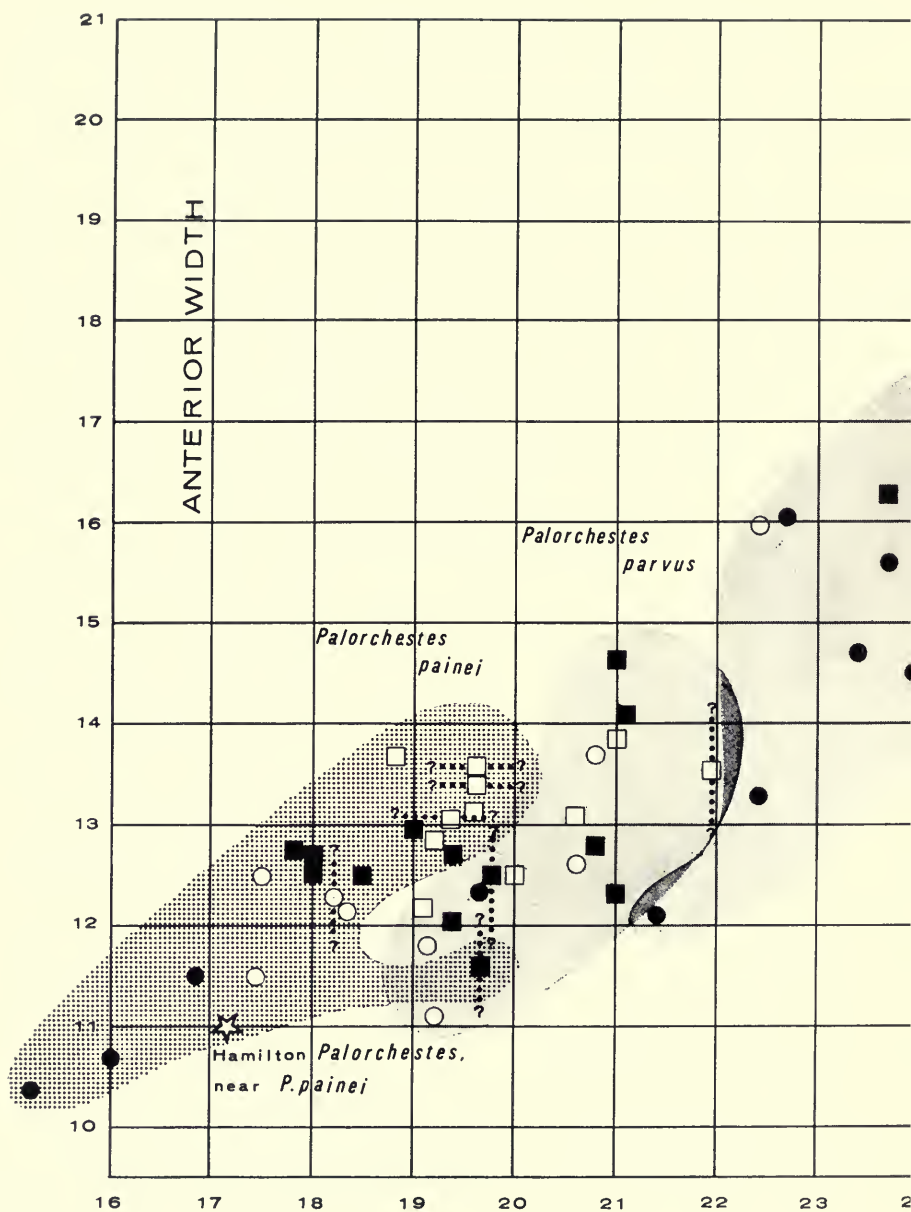 21
20
19
18
17
16
15
14
13
12
11
10
ANTERIOR WIDTH
Palorchestes
parvus
Palorchestes
painei
? ?
? ?
? ?
?
?
?
?
?
?
?
?
Hamilton Palorchestes,
near P. painei
16 17 18 19 20 21 22 23 2